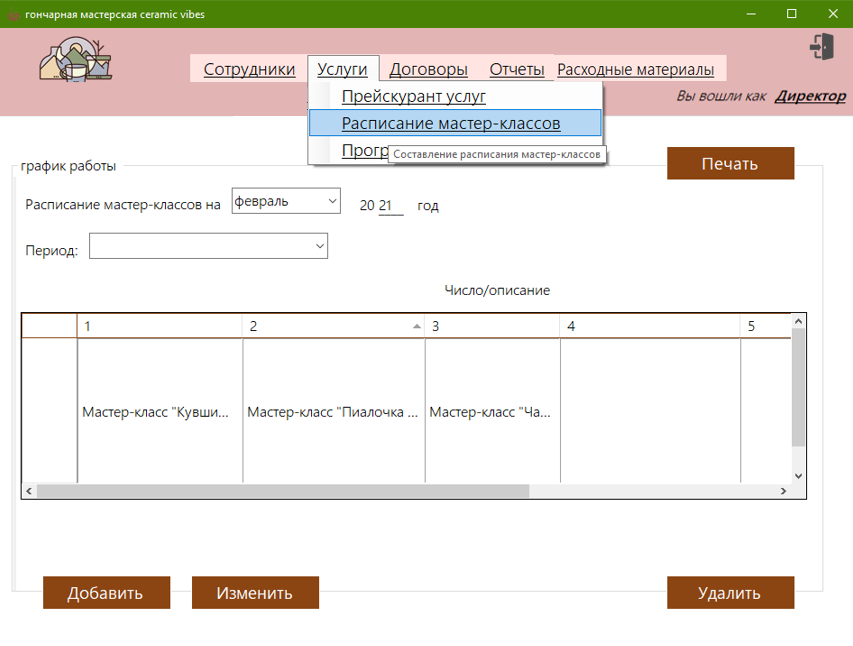 гончарная мастерская ceramic vibes
Сотрудники Услуги Договоры Отчеты Расходные материалы
Вы вошли как Директор
Прейскурант услуг
Расписание мастер-классов
Составление расписания мастер-классов
график работы
Печать
Расписание мастер-классов на февраль 20 21 год
Период:
Число/описание
1 2 3 4 5
Мастер-класс "Кувши... Мастер-класс "Пиалочка ... Мастер-класс "Ча...
Добавить Изменить Удалить